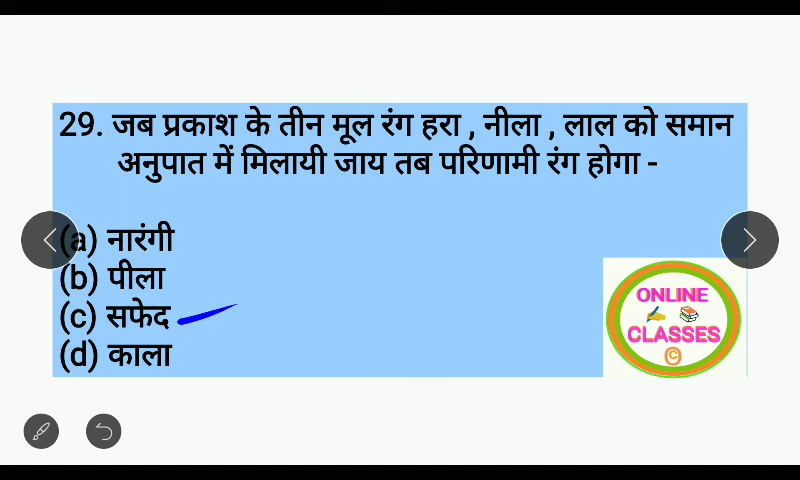 29. जब प्रकाश के तीन मूल रंग हरा , नीला , लाल को समान
अनुपात में मिलायी जाय तब परिणामी रंग होगा -
(a) नारंगी
(b) पीला
(c) सफेद
(d) काला
ONLINE
CLASSES
©